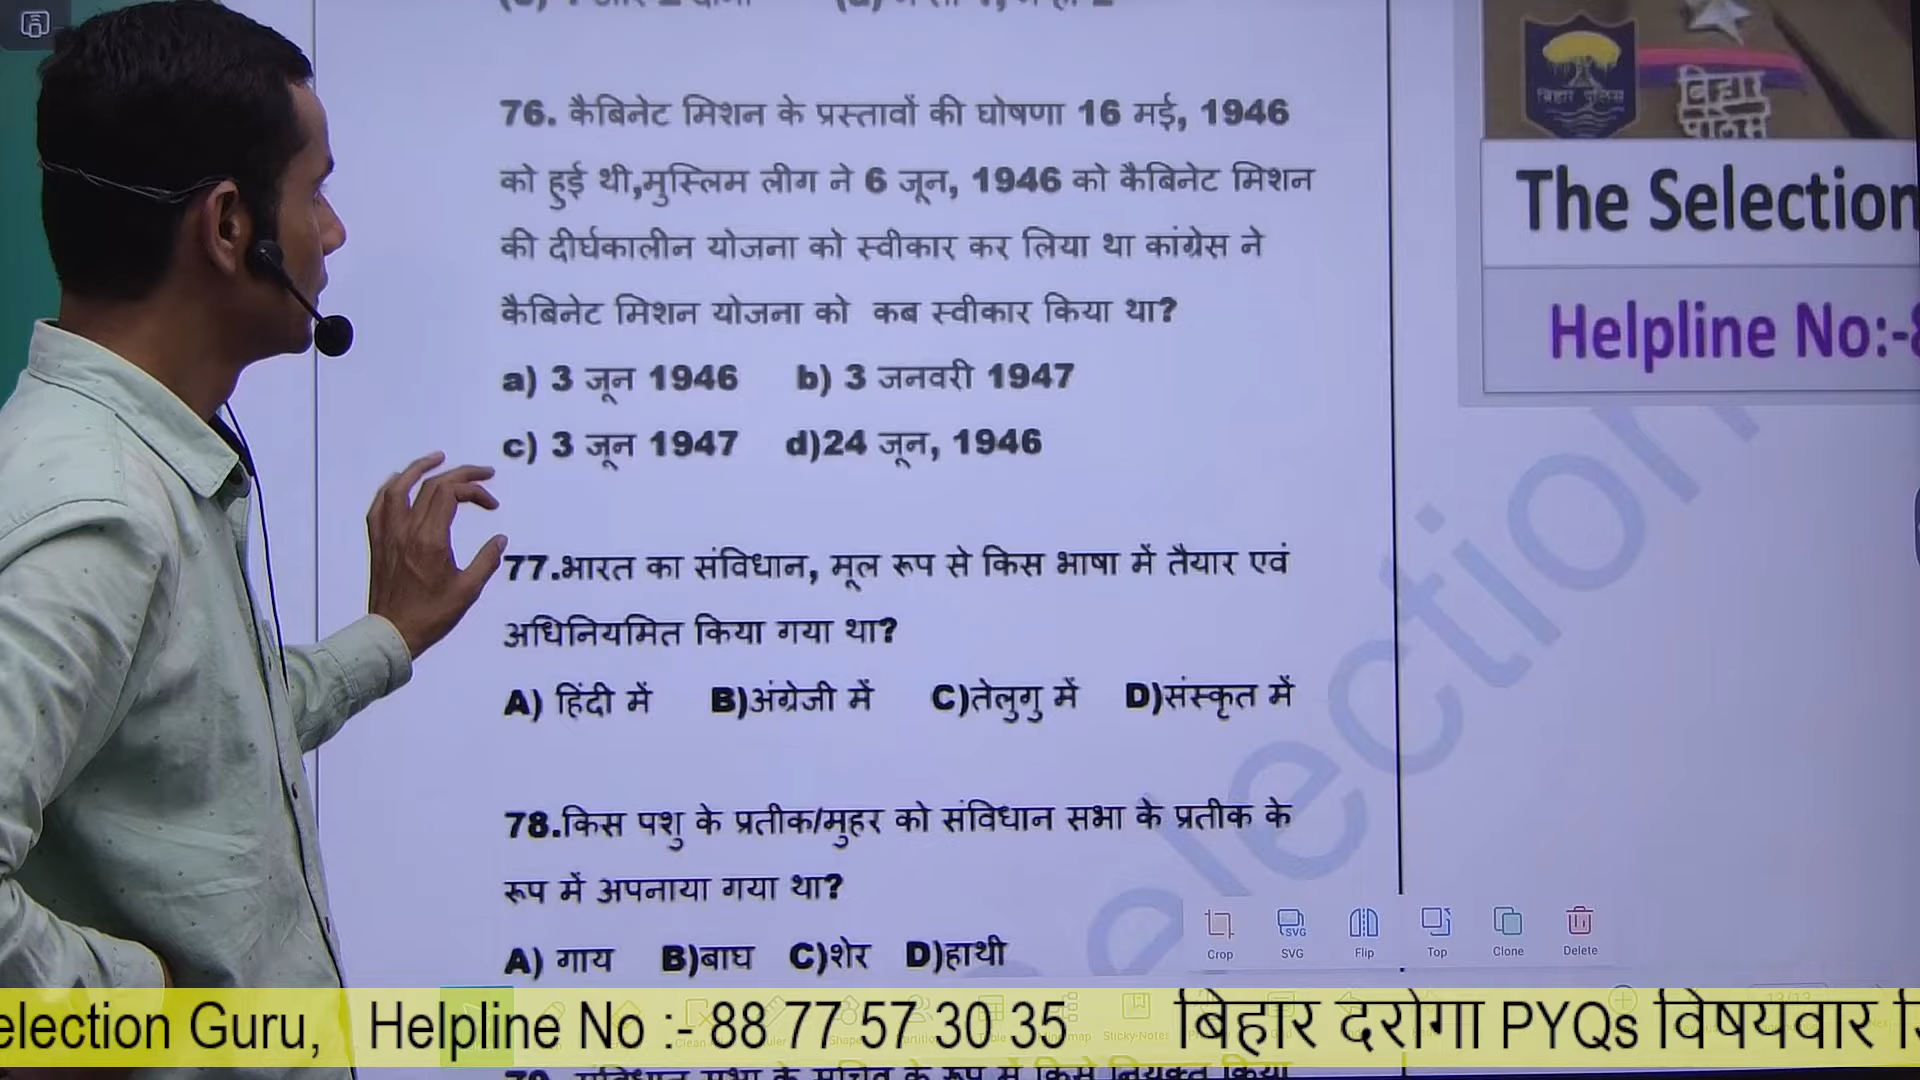 76. कैबिनेट मिशन के प्रस्तावों की घोषणा 16 मई, 1946
को हुई थी,मुस्लिम लीग ने 6 जून, 1946 को कैबिनेट मिशन
की दीर्घकालीन योजना को स्वीकार कर लिया था कांग्रेस ने
कैबिनेट मिशन योजना को कब स्वीकार किया था?
a) 3 जून 1946 b) 3 जनवरी 1947
c) 3 जून 1947 d)24 जून, 1946
77.भारत का संविधान, मूल रूप से किस भाषा में तैयार एवं
अधिनियमित किया गया था?
A) हिंदी में B)अंग्रेजी में C)तेलुगु में D)संस्कृत में
78.किस पशु के प्रतीक/मुहर को संविधान सभा के प्रतीक के
रूप में अपनाया गया था?
A) गाय B)बाघ C)शेर D)हाथी
बिहार पुलिस
बिहार
पुलिस
The Selection
Helpline No:-8
election
Crop SVG Flip Top Clone Delete
election Guru, Helpline No :- 88 77 57 30 35 बिहार दरोगा PYQs विषयवार